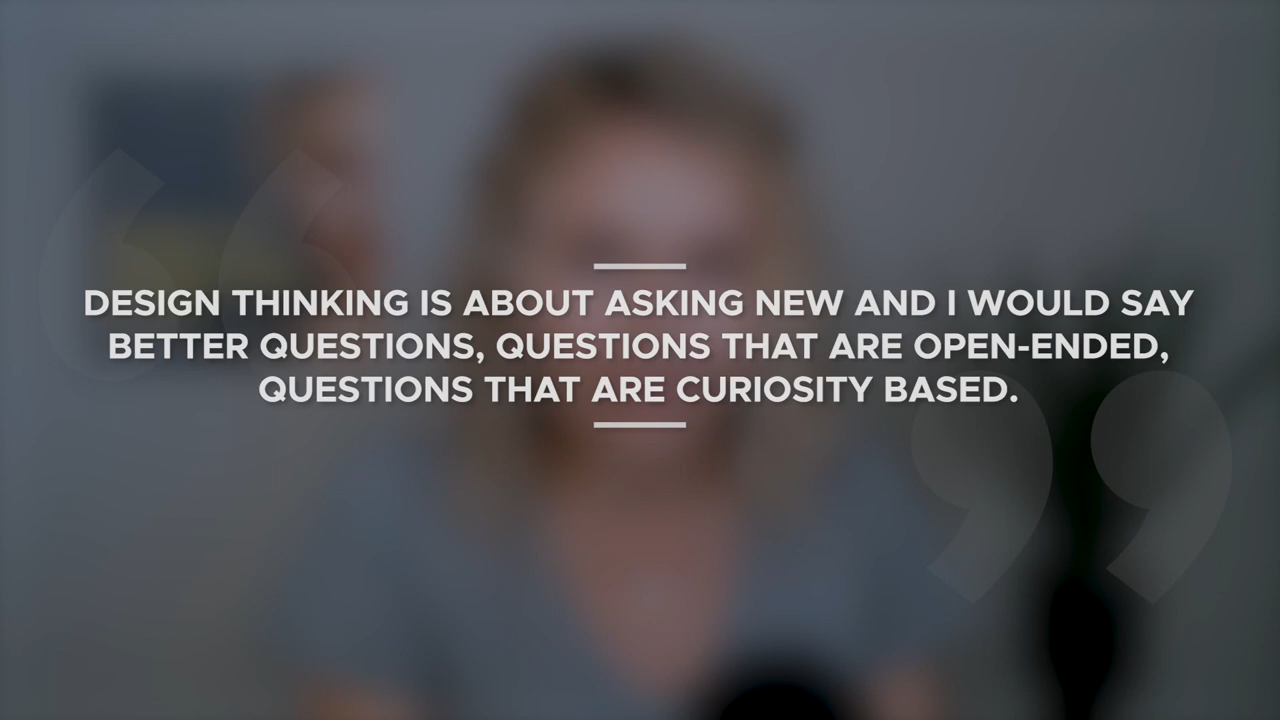 DESIGN THINKING IS ABOUT ASKING NEW AND I WOULD SAY
BETTER QUESTIONS, QUESTIONS THAT ARE OPEN-ENDED,
QUESTIONS THAT ARE CURIOSITY BASED.